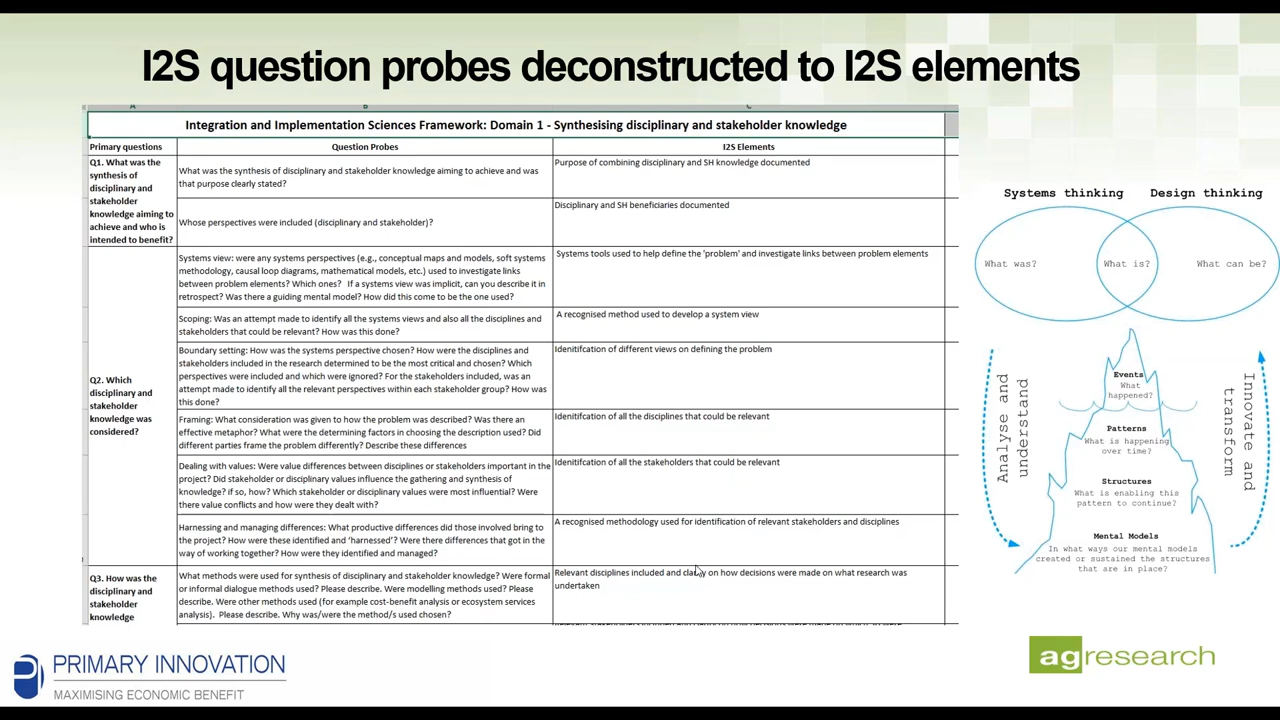 I2S question probes deconstructed to I2S elements
A
B
C
Integration and Implementation Sciences Framework: Domain 1 - Synthesising disciplinary and stakeholder knowledge
Primary questions
Question Probes
I2S Elements
Q1. What was the
synthesis of
disciplinary and
stakeholder
knowledge aiming to
achieve and who is
intended to benefit?
What was the synthesis of disciplinary and stakeholder knowledge aiming to achieve and was
that purpose clearly stated?
Purpose of combining disciplinary and SH knowledge documented
Whose perspectives were included (disciplinary and stakeholder)?
Disciplinary and SH beneficiaries documented
Q2. Which
disciplinary and
stakeholder
knowledge was
considered?
Systems view: were any systems perspectives (e.g., conceptual maps and models, soft systems
methodology, causal loop diagrams, mathematical models, etc.) used to investigate links
between problem elements? Which ones? If a systems view was implicit, can you describe it in
retrospect? Was there a guiding mental model? How did this come to be the one used?
Systems tools used to help define the 'problem' and investigate links between problem elements
Scoping: Was an attempt made to identify all the systems views and also all the disciplines and
stakeholders that could be relevant? How was this done?
A recognised method used to develop a system view
Boundary setting: How was the systems perspective chosen? How were the disciplines and
stakeholders included in the research determined to be the most critical and chosen? Which
perspectives were included and which were ignored? For the stakeholders included, was an
attempt made to identify all the relevant perspectives within each stakeholder group? How was
this done?
Idenitifcation of different views on defining the problem
Framing: What consideration was given to how the problem was described? Was there an
effective metaphor? What were the determining factors in choosing the description used? Did
different parties frame the problem differently? Describe these differences
Idenitifcation of all the disciplines that could be relevant
Dealing with values: Were value differences between disciplines or stakeholders important in the
project? Did stakeholder or disciplinary values influence the gathering and synthesis of
knowledge? if so, how? Which stakeholder or disciplinary values were most influential? Were
there value conflicts and how were they dealt with?
Idenitifcation of all the stakeholders that could be relevant
Harnessing and managing differences: What productive differences did those involved bring to
the project? How were these identified and 'harnessed'? Were there differences that got in the
way of working together? How were they identified and managed?
A recognised methodology used for identification of relevant stakeholders and disciplines
Q3. How was the
disciplinary and
stakeholder
knowledge
What methods were used for synthesis of disciplinary and stakeholder knowledge? Were formal
or informal dialogue methods used? Please describe. Were modelling methods used? Please
describe. Were other methods used (for example cost-benefit analysis or ecosystem services
analysis). Please describe. Why was/were the method/s used chosen?
Relevant disciplines included and clarity on how decisions were made on what research was
undertaken
Systems thinking
Design thinking
What was?
What is?
What can be?
Analyse and
understand
Events
What
happened?
Patterns
What is happening
over time?
Structures
What is enabling this
pattern to continue?
Mental Models
In what ways our mental models
created or sustained the structures
that are in place?
Innovate and
transform
PRIMARY INNOVATION
MAXIMISING ECONOMIC BENEFIT
agresearch